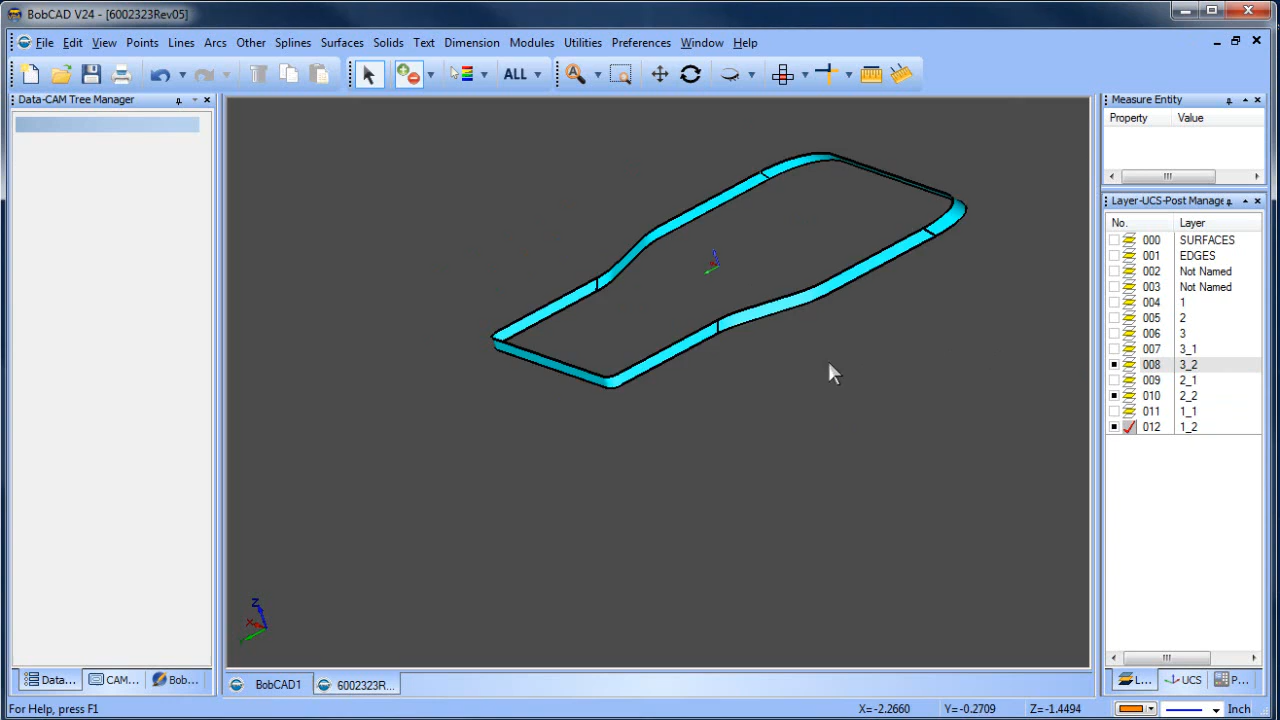 BobCAD V24 - [6002323Rev05]
File Edit View Points Lines Arcs Other Splines Surfaces Solids Text Dimension Modules Utilities Preferences Window Help
ALL
Data-CAM Tree Manager
Measure Entity
Property Value
Layer-UCS-Post Manage
No. Layer
000 SURFACES
001 EDGES
002 Not Named
003 Not Named
004 1
005 2
006 3
007 3_1
008 3_2
009 2_1
010 2_2
011 1_1
012 1_2
Z
X
Data... CAM... Bob...
BobCAD1 6002323R...
L... UCS P...
For Help, press F1 X=-2.2660 Y=-0.2709 Z=-1.4494 Inch